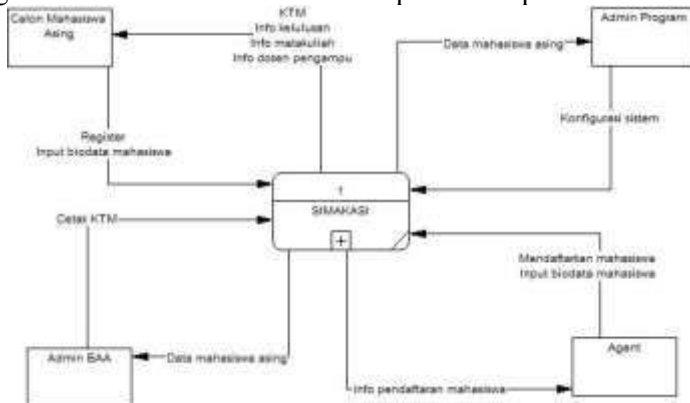 Calon Mahasiswa
Asing
KTM
Info kelulusan
Info matakuliah
Info dosen pengampu
Data mahasiswa asing
Admin Program
Register
Input biodata mahasiswa
Konfigurasi sistem
1
SIMAKASI
Cetak KTM
Mendaftarkan mahasiswa
Input biodata mahasiswa
Admin BAA
Data mahasiswa asing
Agent
Info pendaftaran mahasiswa